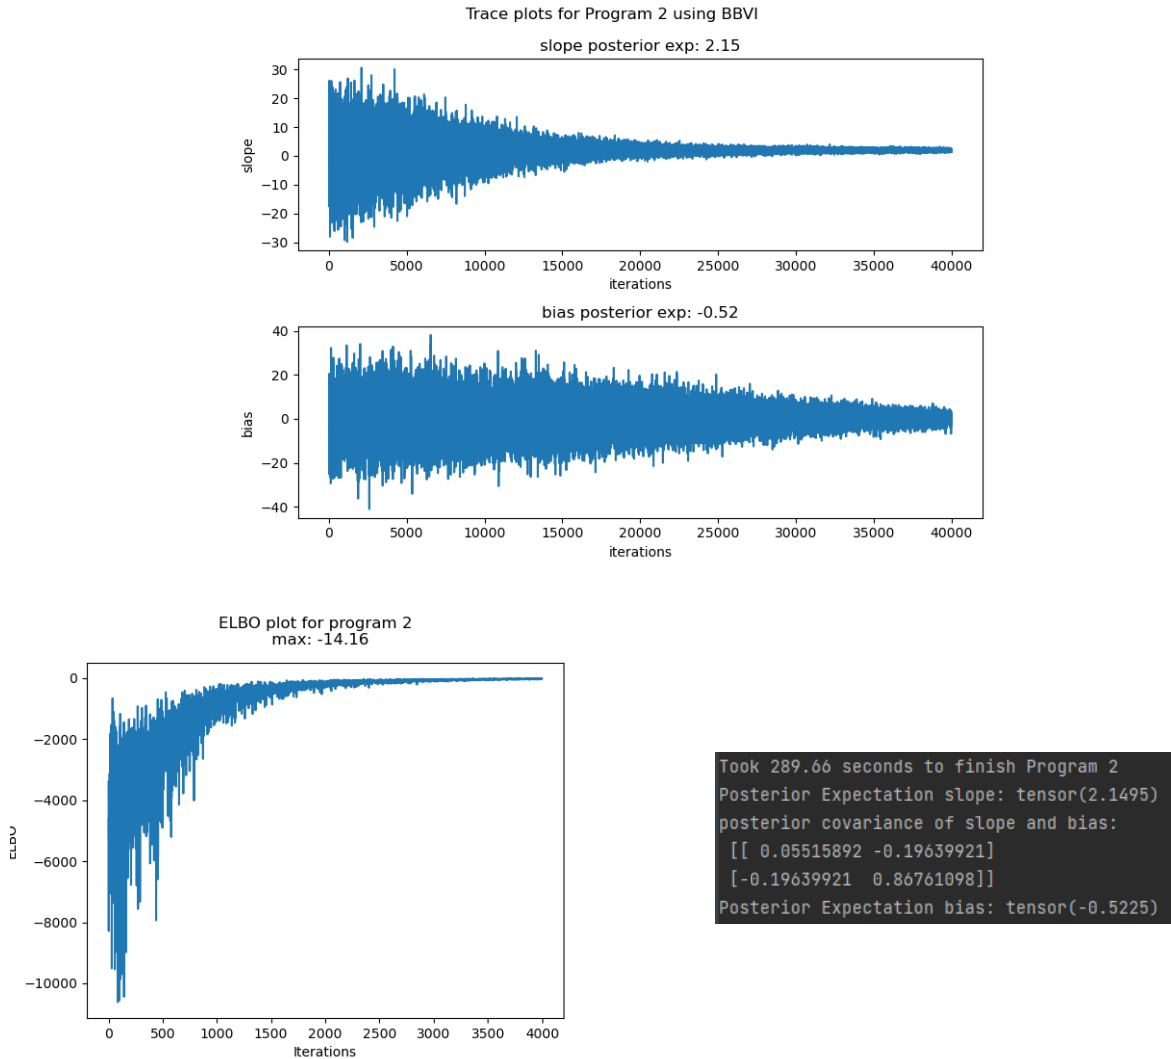 Trace plots for Program 2 using BBVI
slope posterior exp: 2.15
30
20
10
0
−10
−20
−30
slope
0 5000 10000 15000 20000 25000 30000 35000 40000
iterations
bias posterior exp: -0.52
40
20
0
−20
−40
bias
0 5000 10000 15000 20000 25000 30000 35000 40000
iterations
ELBO plot for program 2
max: -14.16
0
−2000
−4000
−6000
−8000
−10000
ELBO
0 500 1000 1500 2000 2500 3000 3500 4000
Iterations
Took 289.66 seconds to finish Program 2
Posterior Expectation slope: tensor(2.1495)
posterior covariance of slope and bias:
[[ 0.05515892 -0.19639921]
[-0.19639921 0.86761098]]
Posterior Expectation bias: tensor(-0.5225)